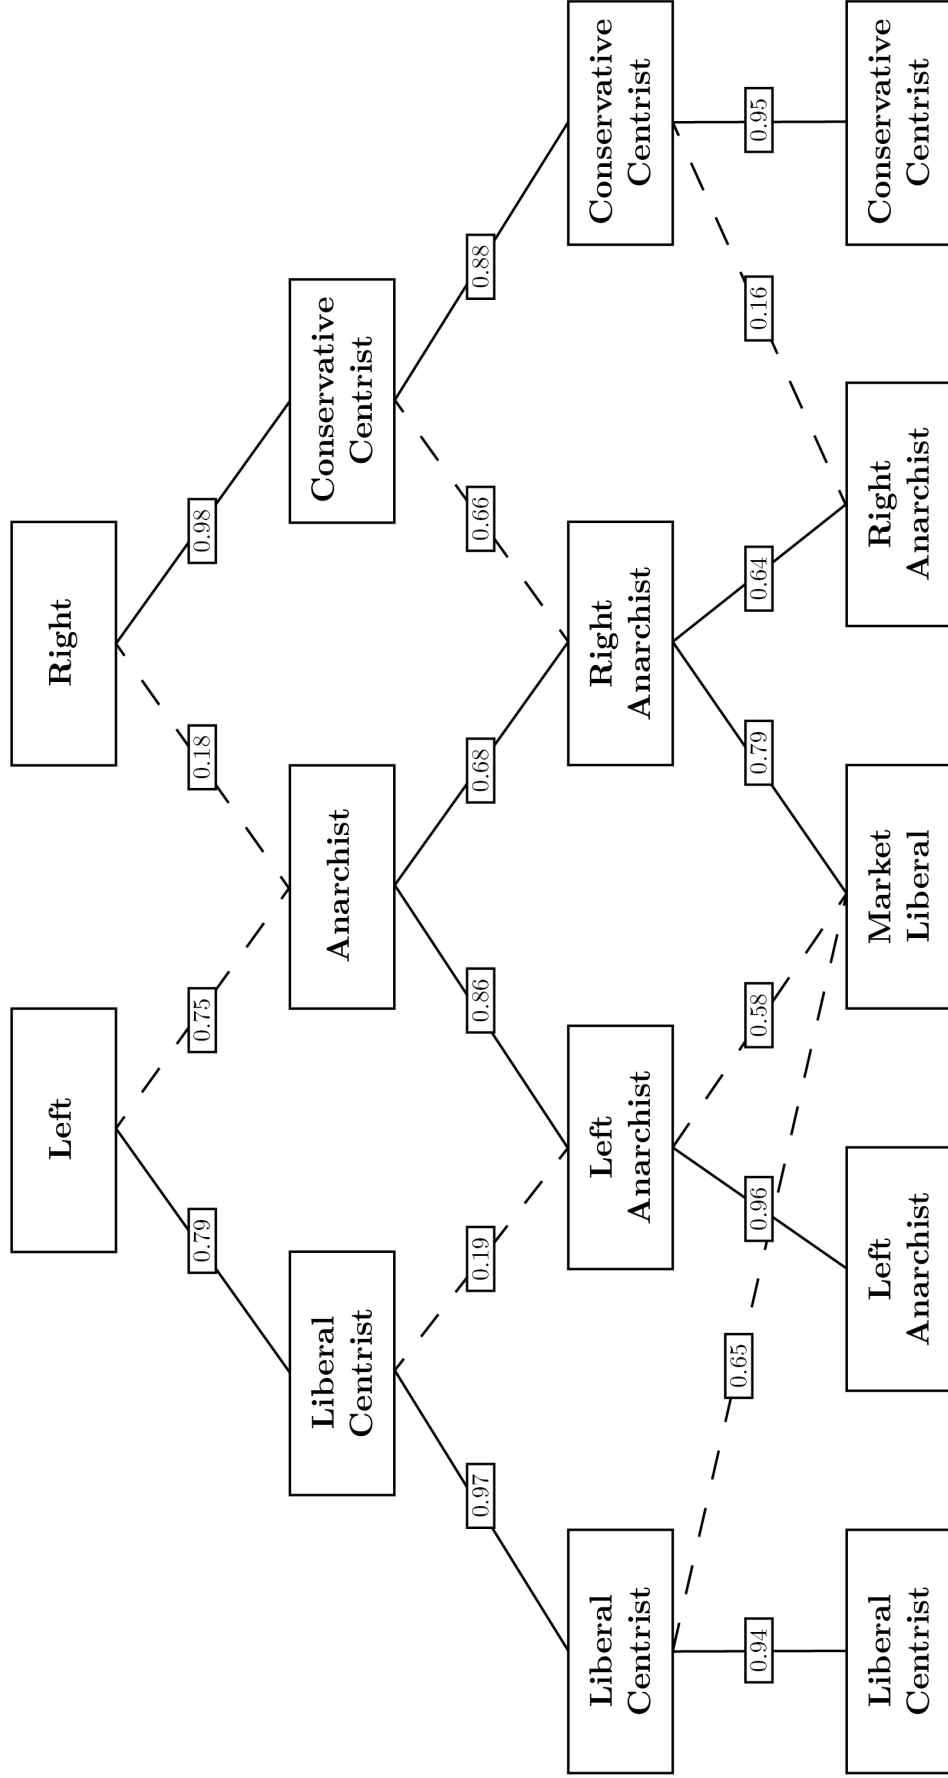 Left
Right
0.79
0.75
0.18
0.98
Liberal
Centrist
Anarchist
Conservative
Centrist
0.97
0.19
0.86
0.68
0.66
0.88
Liberal
Centrist
Left
Anarchist
Right
Anarchist
Conservative
Centrist
0.94
0.65
0.96
0.58
0.79
0.64
0.16
0.95
Liberal
Centrist
Left
Anarchist
Market
Liberal
Right
Anarchist
Conservative
Centrist